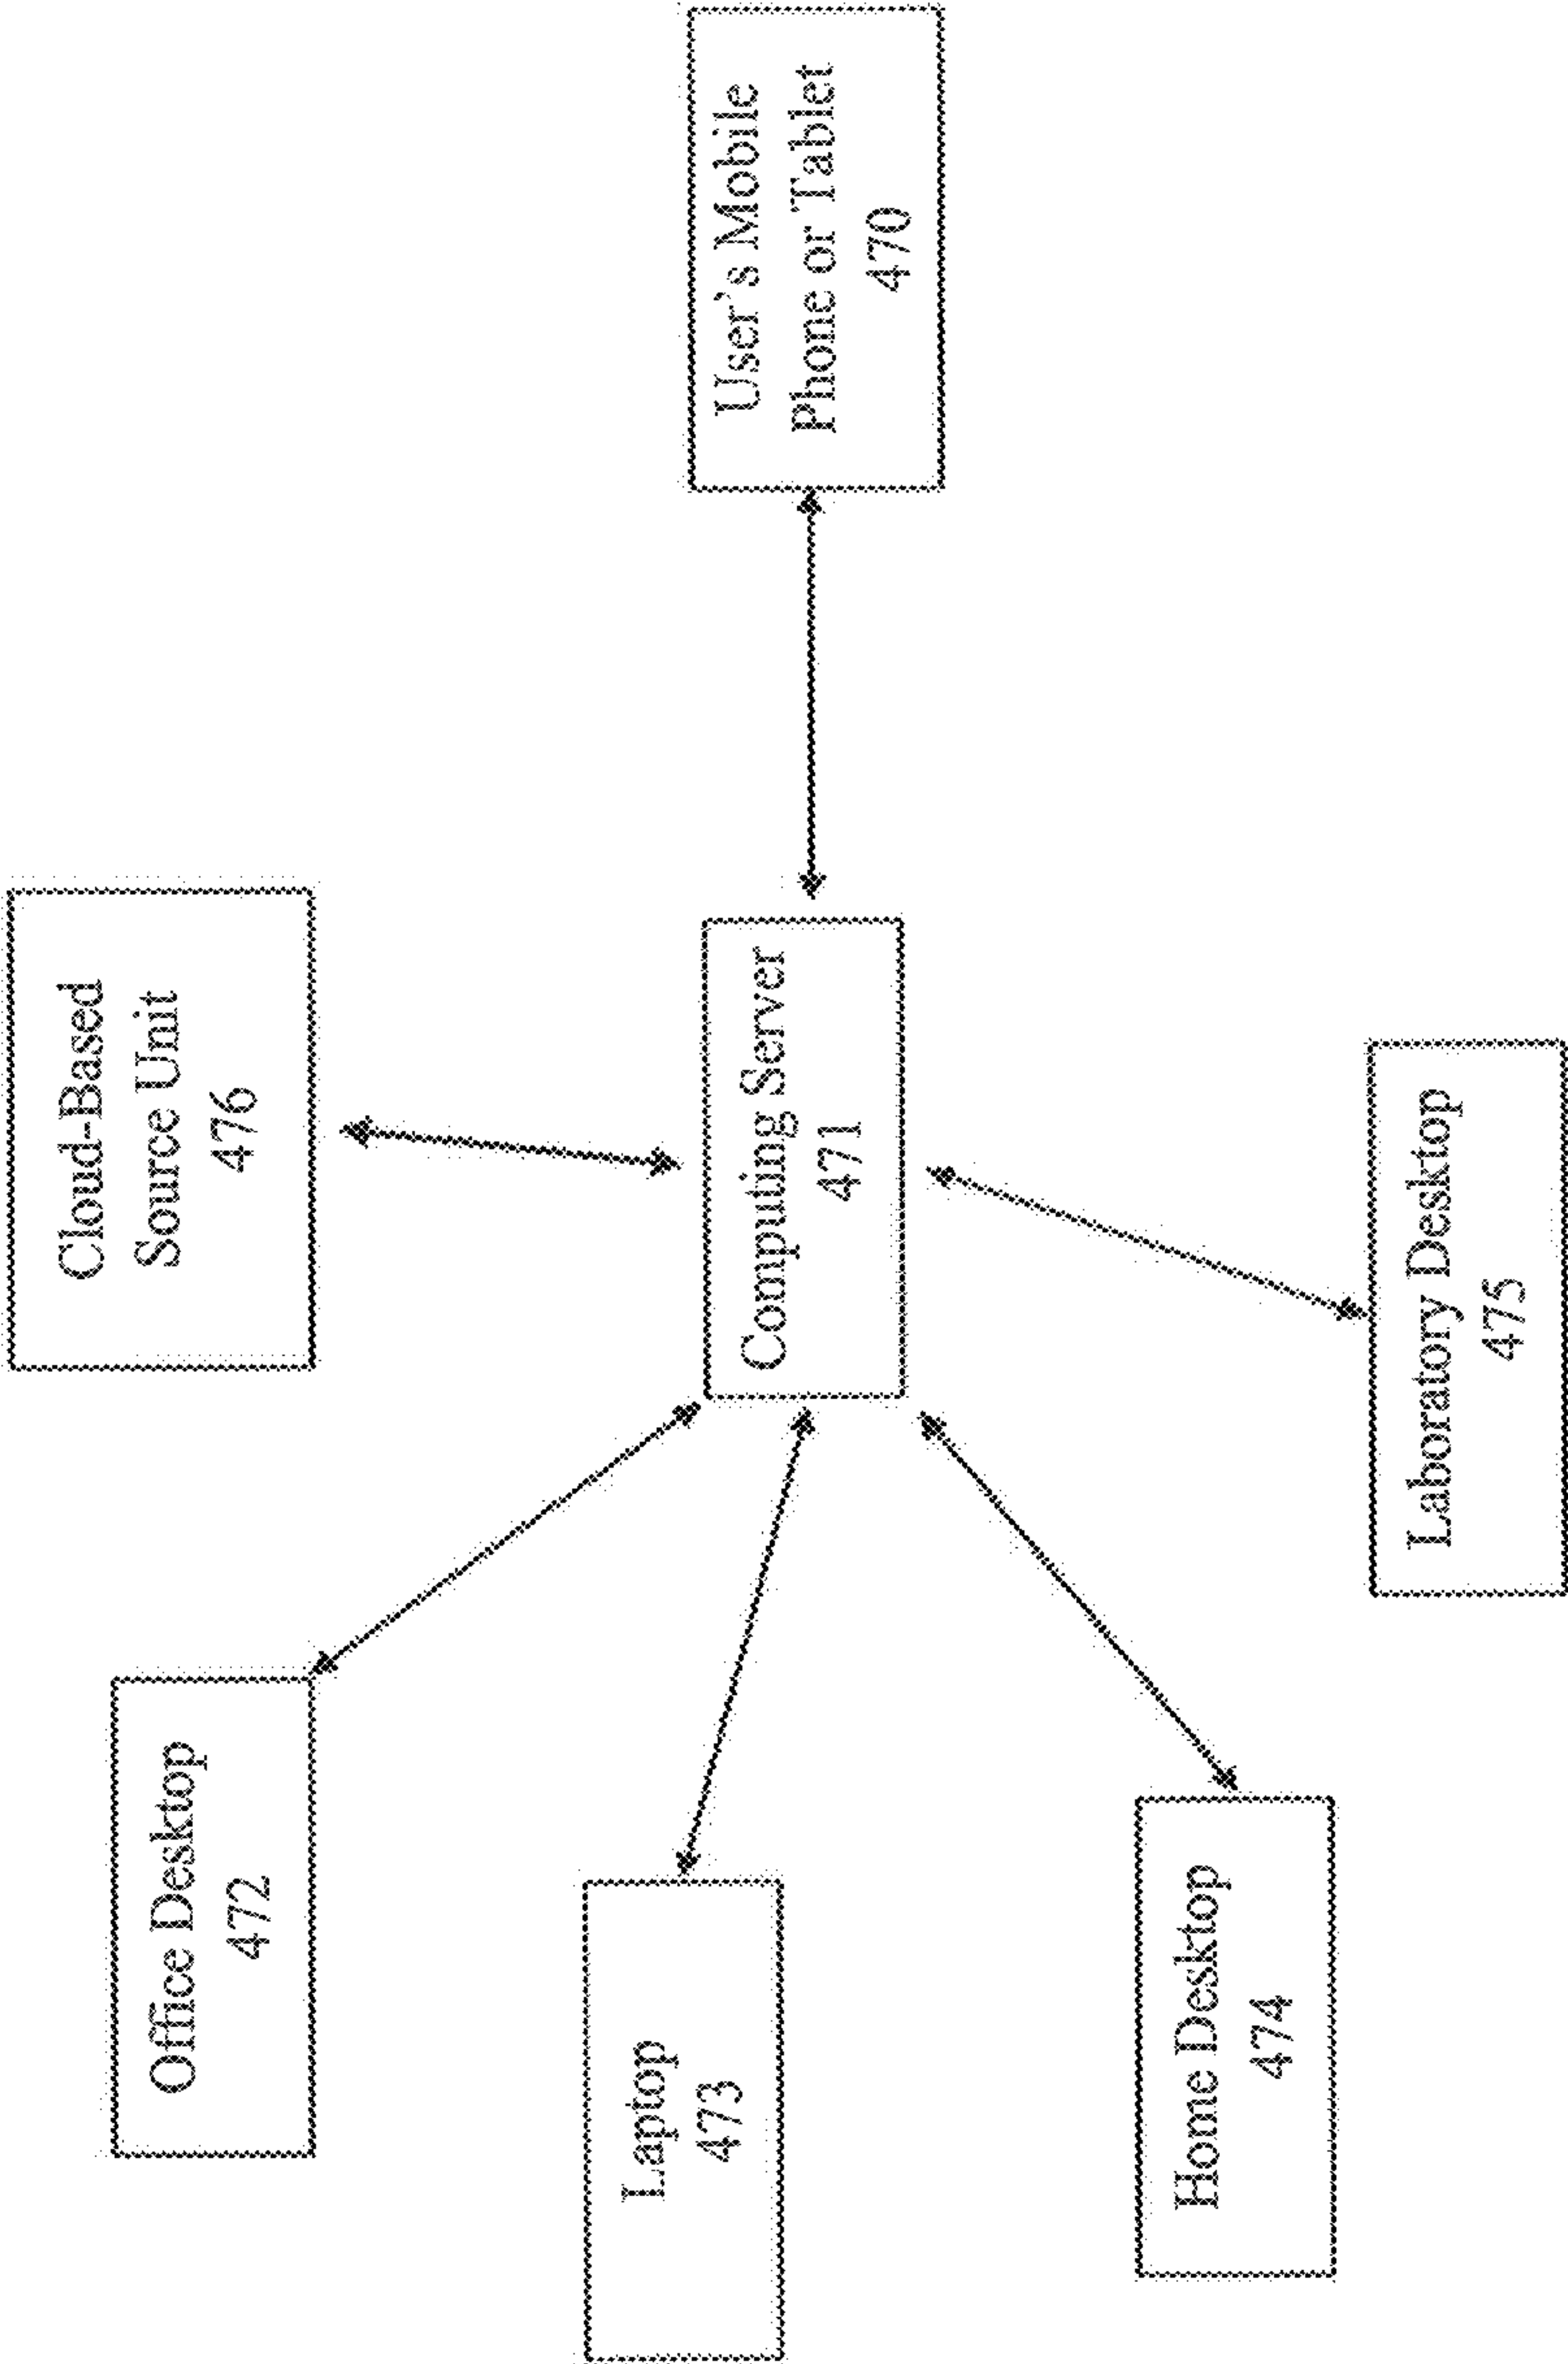 Office Desktop
472
Cloud-Based
Source Unit
476
Laptop
473
Computing Server
471
User's Mobile
Phone or Tablet
470
Home Desktop
474
Laboratory Desktop
475